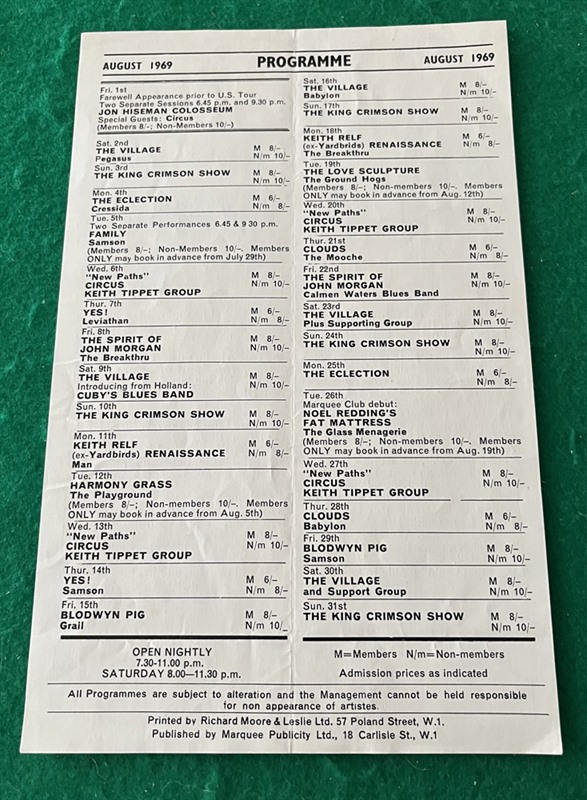 AUGUST 1969 PROGRAMME AUGUST 1969
Fri. 1st
Farewell Appearance prior to U.S. Tour
Two Separate Sessions 6.45 p.m. and 9.30 p.m.
JON HISEMAN COLOSSEUM
Special Guests: Circus
(Members 8/-; Non-Members 10/-)
Sat. 2nd
THE VILLAGE M 8/-
Pegasus N/m 10/-
Sun. 3rd
THE KING CRIMSON SHOW M 8/-
N/m 10/-
Mon. 4th
THE ECLECTION M 6/-
Cressida N/m 8/-
Tue. 5th
Two Separate Performances 6.45 & 9 30 p.m.
FAMILY
Samson
(Members 8/-; Non-Members 10/-. Members
ONLY may book in advance from July 29th)
Wed. 6th
"New Paths" M 8/-
CIRCUS N/m 10/-
KEITH TIPPET GROUP
Thur. 7th
YES! M 6/-
Leviathan N/m 8/-
Fri. 8th
THE SPIRIT OF M 8/-
JOHN MORGAN N/m 10/-
The Breakthru
Sat. 9th
THE VILLAGE M 8/-
Introducing from Holland: N/m 10/-
CUBY'S BLUES BAND
Sun. 10th
THE KING CRIMSON SHOW M 8/-
N/m 10/-
Mon. 11th
KEITH RELF M 6/-
(ex-Yardbirds) RENAISSANCE N/m 8/-
Man
Tue. 12th
HARMONY GRASS
The Playground
(Members 8/-; Non-members 10/-. Members
ONLY may book in advance from Aug. 5th)
Wed. 13th
"New Paths" M 8/-
CIRCUS N/m 10/-
KEITH TIPPET GROUP
Thur. 14th
YES! M 6/-
Samson N/m 8/-
Fri. 15th
BLODWYN PIG M 8/-
Grail N/m 10/-
Sat. 16th
THE VILLAGE M 8/-
Babylon N/m 10/-
Sun. 17th
THE KING CRIMSON SHOW M 8/-
N/m 10/-
Mon. 18th
KEITH RELF M 6/-
(ex-Yardbirds) RENAISSANCE N/m 8/-
The Breakthru
Tue. 19th
THE LOVE SCULPTURE
The Ground Hogs
(Members 8/-; Non-members 10/-. Members
ONLY may book in advance from Aug. 12th)
Wed. 20th
"New Paths" M 8/-
CIRCUS N/m 10/-
KEITH TIPPET GROUP
Thur. 21st
CLOUDS M 6/-
The Mooche N/m 8/-
Fri. 22nd
THE SPIRIT OF M 8/-
JOHN MORGAN N/m 10/-
Calmen Waters Blues Band
Sat. 23rd
THE VILLAGE M 8/-
Plus Supporting Group N/m 10/-
Sun. 24th
THE KING CRIMSON SHOW M 8/-
N/m 10/-
Mon. 25th
THE ECLECTION M 6/-
N/m 8/-
Tue. 26th
Marquee Club debut:
NOEL REDDING'S
FAT MATTRESS
The Glass Menagerie
(Members 8/-; Non-members 10/-. Members
ONLY may book in advance from Aug. 19th)
Wed. 27th
"New Paths" M 8/-
CIRCUS N/m 10/-
KEITH TIPPET GROUP
Thur. 28th
CLOUDS M 6/-
Babylon N/m 8/-
Fri. 29th
BLODWYN PIG M 8/-
Samson N/m 10/-
Sat. 30th
THE VILLAGE M 8/-
and Support Group N/m 10/-
Sun. 31st
THE KING CRIMSON SHOW M 8/-
N/m 10/-
OPEN NIGHTLY
7.30-11.00 p.m.
SATURDAY 8.00—11.30 p.m.
M=Members N/m=Non-members
Admission prices as indicated
All Programmes are subject to alteration and the Management cannot be held responsible
for non appearance of artistes.
Printed by Richard Moore & Leslie Ltd. 57 Poland Street, W.1.
Published by Marquee Publicity Ltd., 18 Carlisle St., W.1